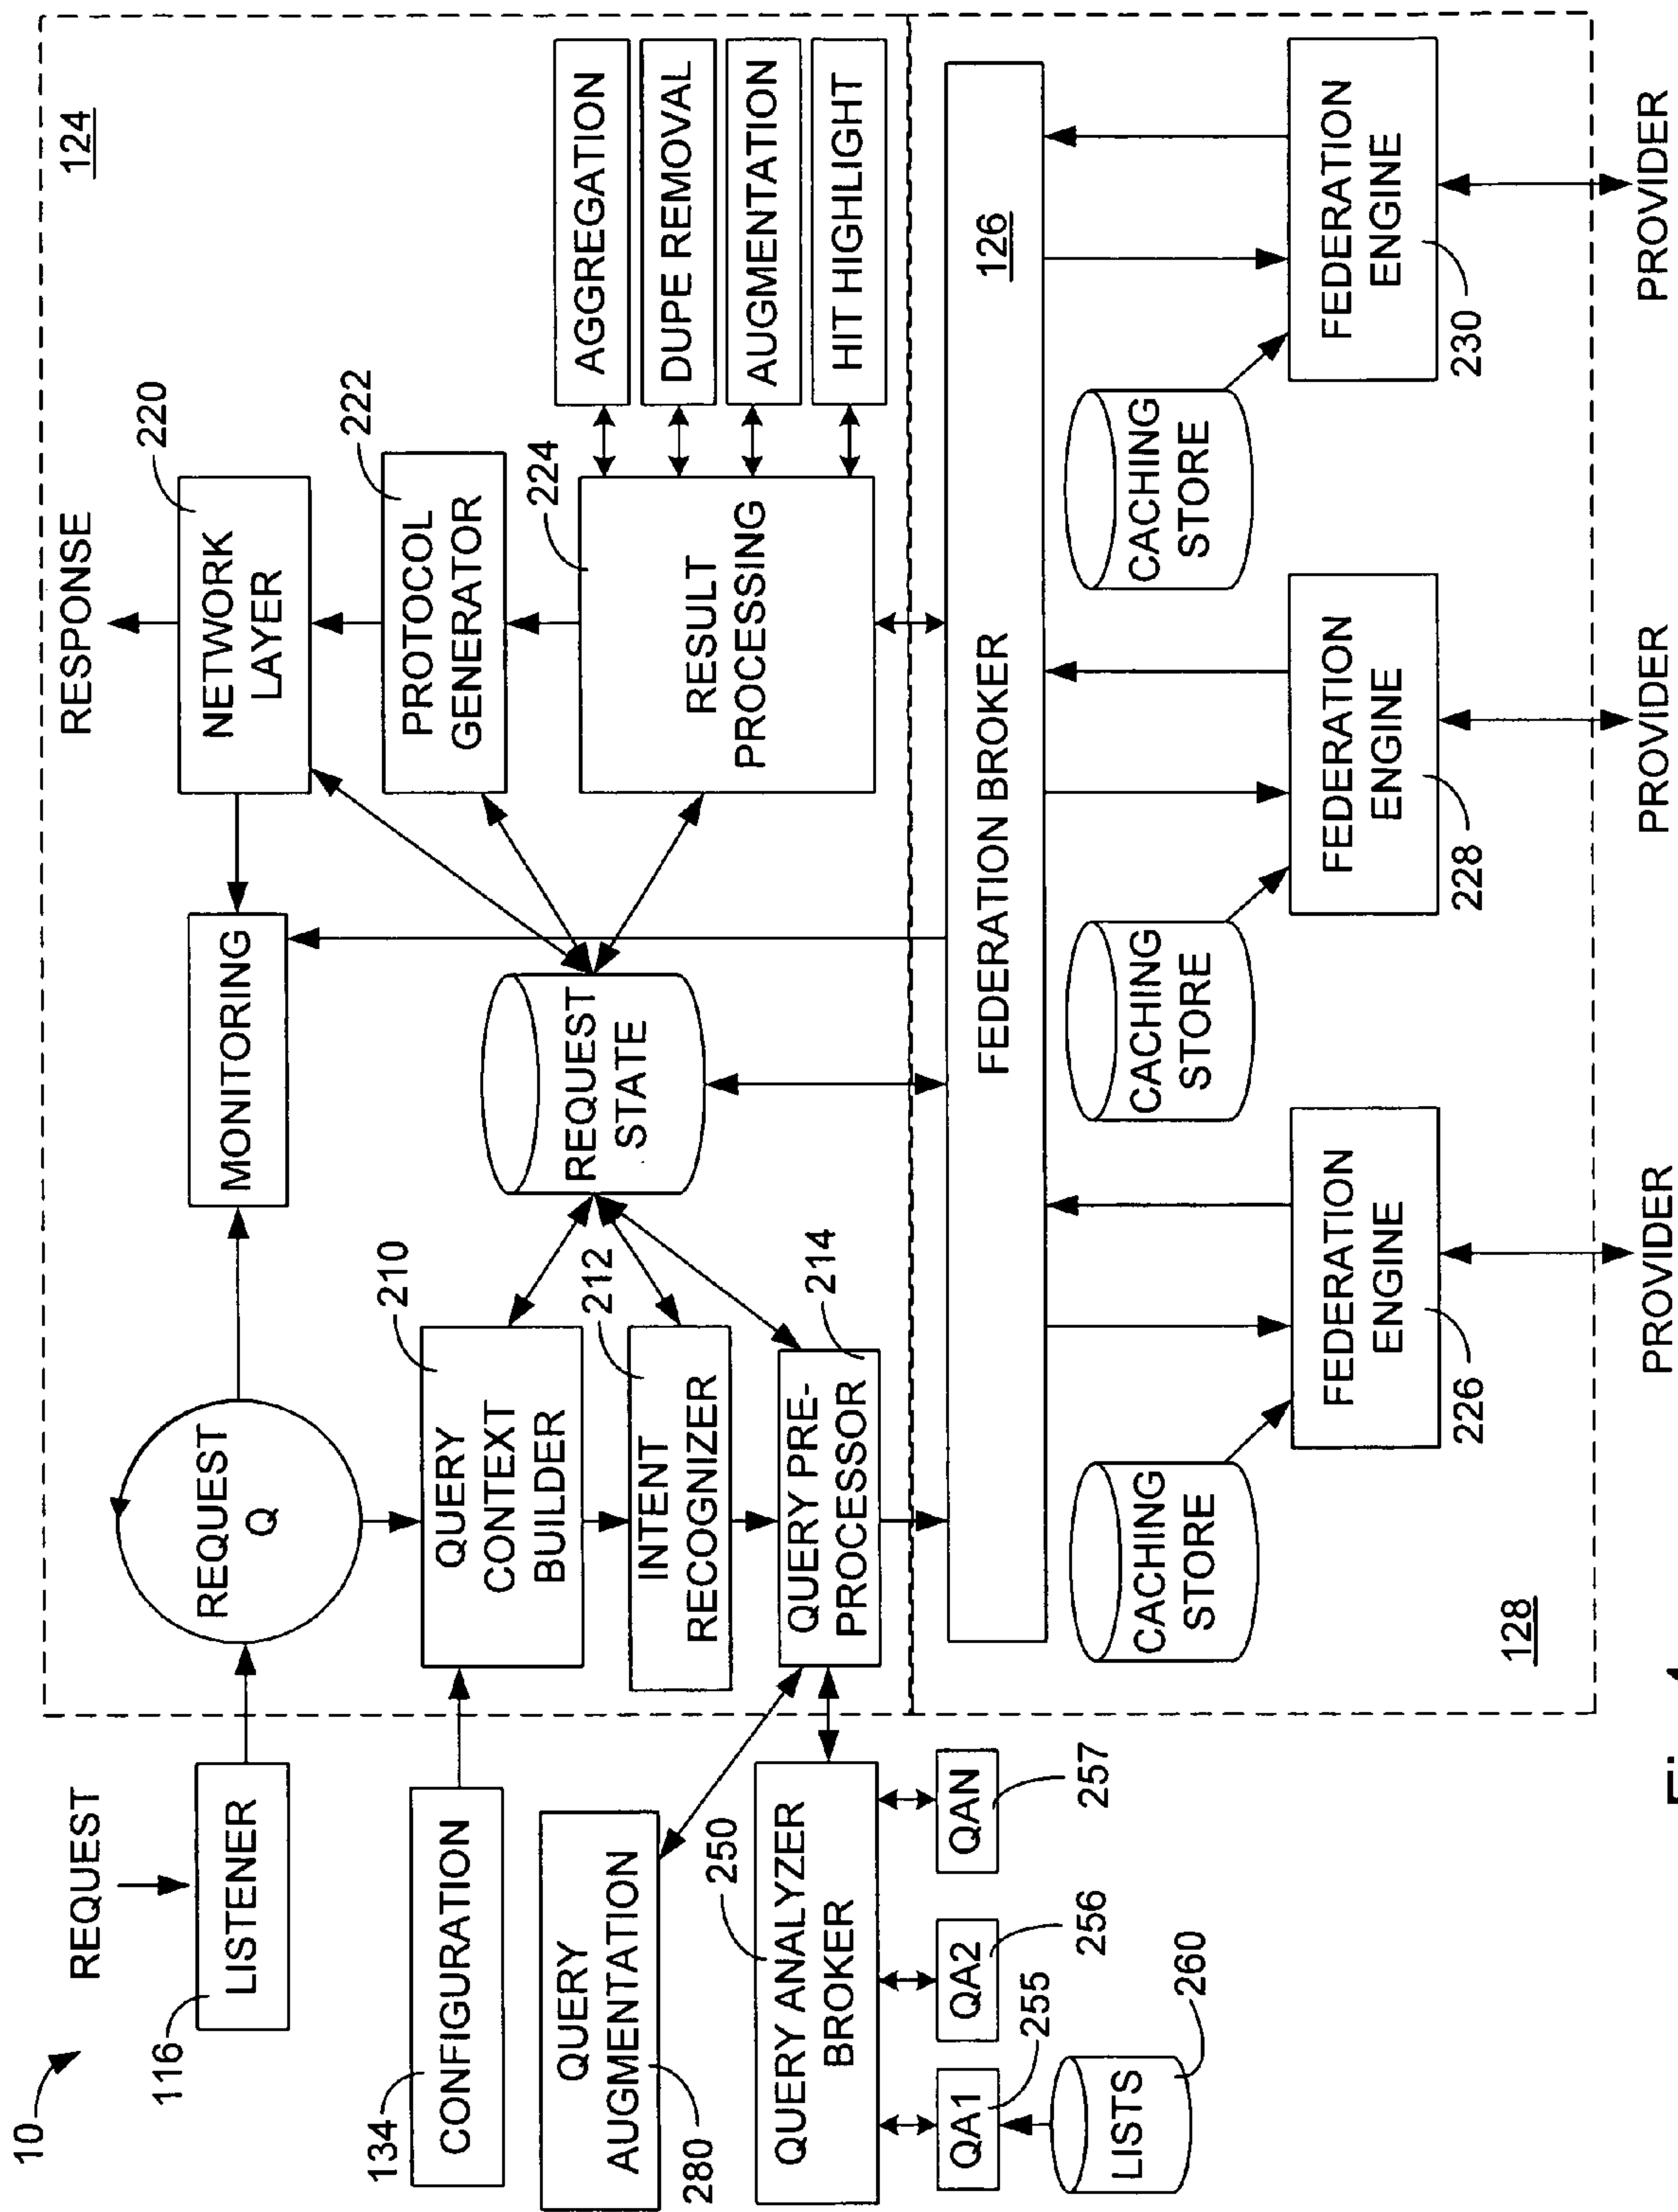 10
REQUEST
116
LISTENER
134
CONFIGURATION
QUERY
AUGMENTATION
280
250
QUERY ANALYZER
BROKER
QA1
QA2
QAN
255
256
257
LISTS
260
124
REQUEST
Q
MONITORING
210
QUERY
CONTEXT
BUILDER
212
INTENT
RECOGNIZER
214
QUERY PRE-
PROCESSOR
REQUEST
STATE
RESPONSE
220
NETWORK
LAYER
222
PROTOCOL
GENERATOR
224
RESULT
PROCESSING
AGGREGATION
DUPE REMOVAL
AUGMENTATION
HIT HIGHLIGHT
FEDERATION BROKER
126
CACHING
STORE
CACHING
STORE
CACHING
STORE
FEDERATION
ENGINE
226
FEDERATION
ENGINE
228
FEDERATION
ENGINE
230
128
PROVIDER
PROVIDER
PROVIDER